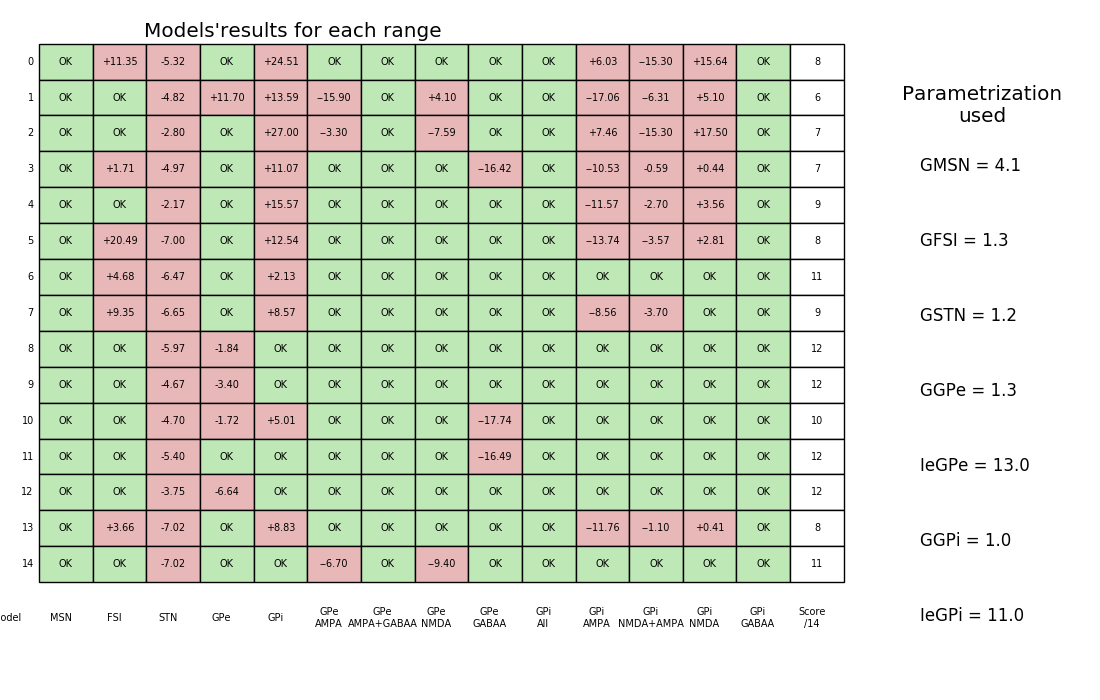 Models'results for each range
0 OK +11.35 -5.32 OK +24.51 OK OK OK OK OK +6.03 −15.30 +15.64 OK 8
1 OK OK -4.82 +11.70 +13.59 −15.90 OK +4.10 OK OK −17.06 −6.31 +5.10 OK 6
2 OK OK -2.80 OK +27.00 −3.30 OK −7.59 OK OK +7.46 −15.30 +17.50 OK 7
3 OK +1.71 -4.97 OK +11.07 OK OK OK −16.42 OK −10.53 -0.59 +0.44 OK 7
4 OK OK -2.17 OK +15.57 OK OK OK OK OK −11.57 -2.70 +3.56 OK 9
5 OK +20.49 -7.00 OK +12.54 OK OK OK OK OK −13.74 −3.57 +2.81 OK 8
6 OK +4.68 -6.47 OK +2.13 OK OK OK OK OK OK OK OK OK 11
7 OK +9.35 -6.65 OK +8.57 OK OK OK OK OK −8.56 -3.70 OK OK 9
8 OK OK -5.97 -1.84 OK OK OK OK OK OK OK OK OK OK 12
9 OK OK -4.67 -3.40 OK OK OK OK OK OK OK OK OK OK 12
10 OK OK -4.70 -1.72 +5.01 OK OK OK −17.74 OK OK OK OK OK 10
11 OK OK -5.40 OK OK OK OK OK −16.49 OK OK OK OK OK 12
12 OK OK -3.75 -6.64 OK OK OK OK OK OK OK OK OK OK 12
13 OK +3.66 -7.02 OK +8.83 OK OK OK OK OK −11.76 −1.10 +0.41 OK 8
14 OK OK -7.02 OK OK −6.70 OK −9.40 OK OK OK OK OK OK 11
odel MSN FSI STN GPe GPi GPe GPe GPe GPe GPi GPi GPi GPi GPi Score
AMPA AMPA+GABAA NMDA GABAA All AMPA NMDA+AMPA NMDA GABAA /14
Parametrization
used
GMSN = 4.1
GFSI = 1.3
GSTN = 1.2
GGPe = 1.3
IeGPe = 13.0
GGPi = 1.0
IeGPi = 11.0